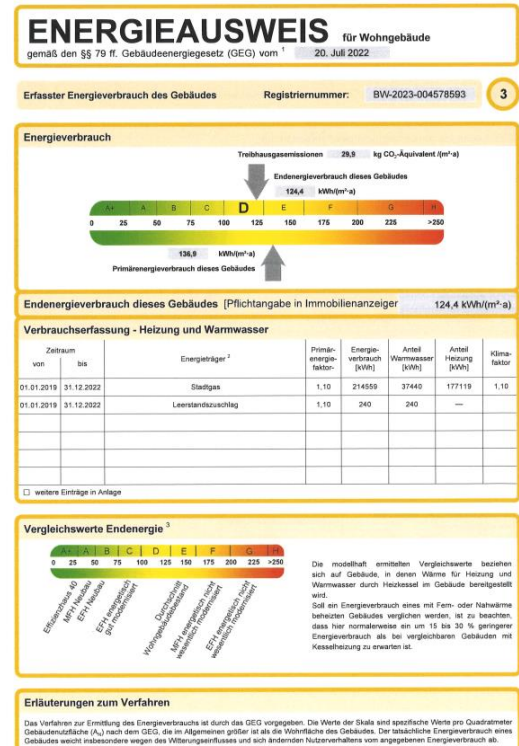 ENERGIEAUSWEIS für Wohngebäude
gemäß den §§ 79 ff. Gebäudeenergiegesetz (GEG) vom ¹ 20. Juli 2022
Erfasster Energieverbrauch des Gebäudes Registriernummer: BW-2023-004578593 3
Energieverbrauch
Treibhausgasemissionen 29,9 kg CO₂-Äquivalent /(m²·a)
Endenergieverbrauch dieses Gebäudes
124,4 kWh/(m²·a)
A+ A B C D E F G H
0 25 50 75 100 125 150 175 200 225 >250
136,9 kWh/(m²·a)
Primärenergieverbrauch dieses Gebäudes
Endenergieverbrauch dieses Gebäudes [Pflichtangabe in Immobilienanzeiger 124,4 kWh/(m²·a)
Verbrauchserfassung - Heizung und Warmwasser
Zeitraum
von bis
Energieträger ²
Primär-
energie-
faktor-
Energie-
verbrauch
[kWh]
Anteil
Warmwasser
[kWh]
Anteil
Heizung
[kWh]
Klima-
faktor
01.01.2019 31.12.2022 Stadtgas 1,10 214559 37440 177119 1,10
01.01.2019 31.12.2022 Leerstandszuschlag 1,10 240 240 —
☐ weitere Einträge in Anlage
Vergleichswerte Endenergie ³
A+ A B C D E F G H
0 25 50 75 100 125 150 175 200 225 >250
Effizienzhaus 40
MFH Neubau
EFH Neubau
EFH energetisch
gut modernisiert
Durchschnitt
Wohngebäudebestand
MFH energetisch nicht
wesentlich modernisiert
EFH energetisch nicht
wesentlich modernisiert
Die modellhaft ermittelten Vergleichswerte beziehen
sich auf Gebäude, in denen Wärme für Heizung und
Warmwasser durch Heizkessel im Gebäude bereitgestellt
wird.
Soll ein Energieverbrauch eines mit Fern- oder Nahwärme
beheizten Gebäudes verglichen werden, ist zu beachten,
dass hier normalerweise ein um 15 bis 30 % geringerer
Energieverbrauch als bei vergleichbaren Gebäuden mit
Kesselheizung zu erwarten ist.
Erläuterungen zum Verfahren
Das Verfahren zur Ermittlung des Energieverbrauchs ist durch das GEG vorgegeben. Die Werte der Skala sind spezifische Werte pro Quadratmeter
Gebäudenutzfläche (Aₙ) nach dem GEG, die im Allgemeinen größer ist als die Wohnfläche des Gebäudes. Der tatsächliche Energieverbrauch eines
Gebäudes weicht insbesondere wegen des Witterungseinflusses und sich ändernden Nutzerverhaltens vom angegebenen Energieverbrauch ab.